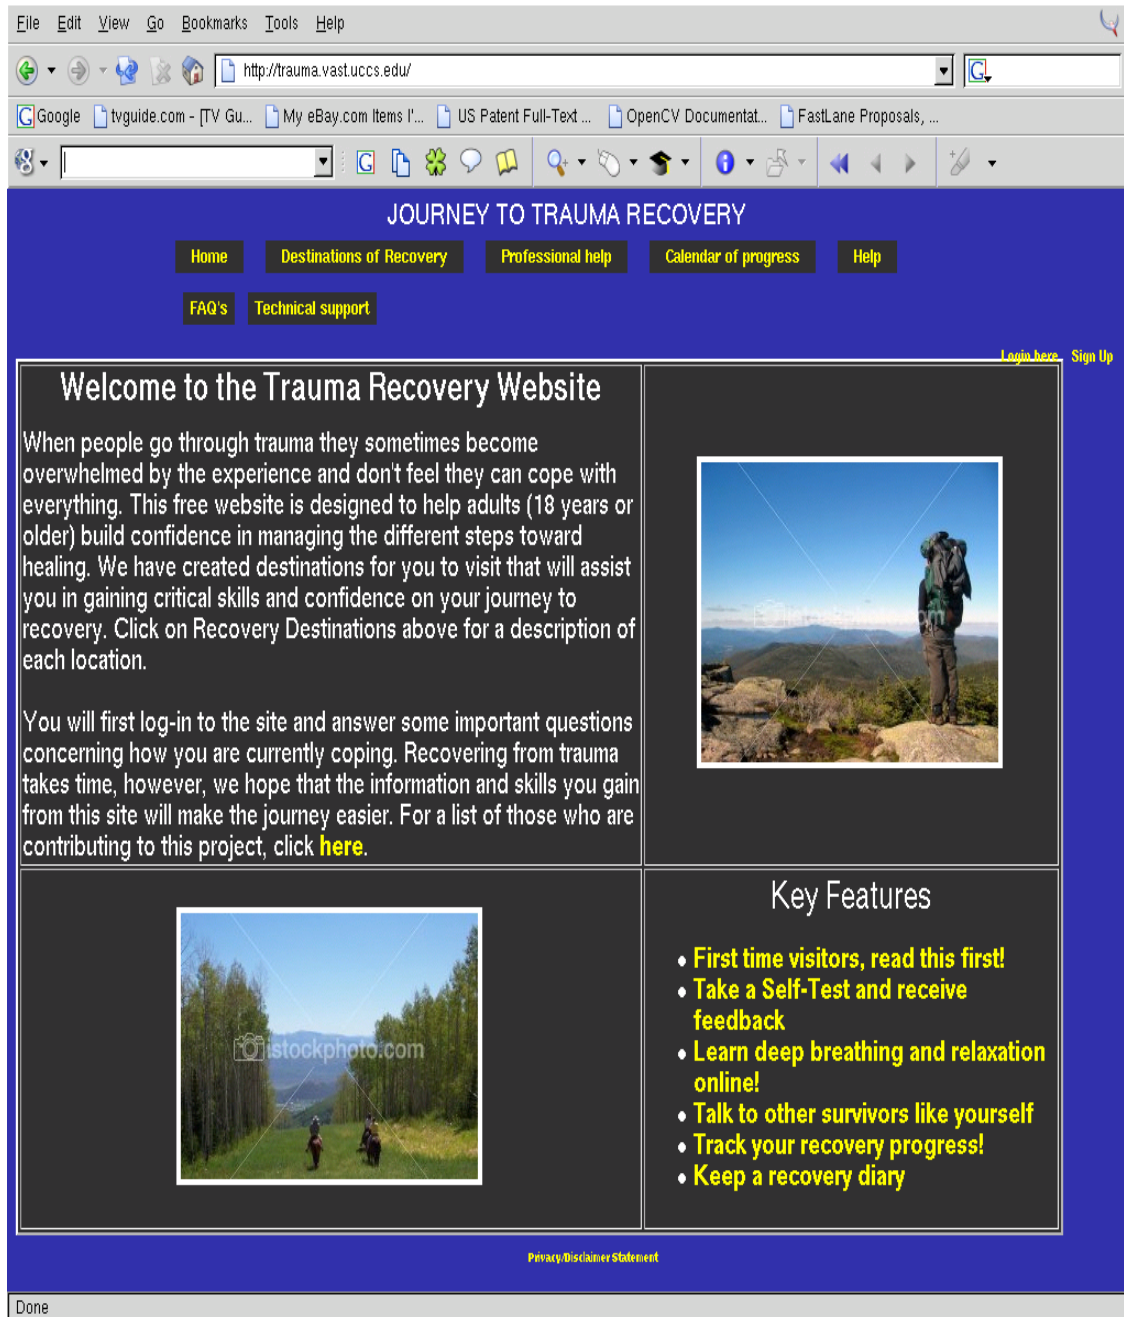 File Edit View Go Bookmarks Tools Help
http://trauma.vast.uccs.edu/
G
Google tvguide.com - [TV Gu... My eBay.com Items I'... US Patent Full-Text ... OpenCV Documentat... FastLane Proposals, ...
JOURNEY TO TRAUMA RECOVERY
Home Destinations of Recovery Professional help Calendar of progress Help
FAQ's Technical support
Login here Sign Up
Welcome to the Trauma Recovery Website
When people go through trauma they sometimes become
overwhelmed by the experience and don't feel they can cope with
everything. This free website is designed to help adults (18 years or
older) build confidence in managing the different steps toward
healing. We have created destinations for you to visit that will assist
you in gaining critical skills and confidence on your journey to
recovery. Click on Recovery Destinations above for a description of
each location.
You will first log-in to the site and answer some important questions
concerning how you are currently coping. Recovering from trauma
takes time, however, we hope that the information and skills you gain
from this site will make the journey easier. For a list of those who are
contributing to this project, click here.
istockphoto.com
Key Features
First time visitors, read this first!
Take a Self-Test and receive
feedback
Learn deep breathing and relaxation
online!
Talk to other survivors like yourself
Track your recovery progress!
Keep a recovery diary
Privacy/Disclaimer Statement
Done